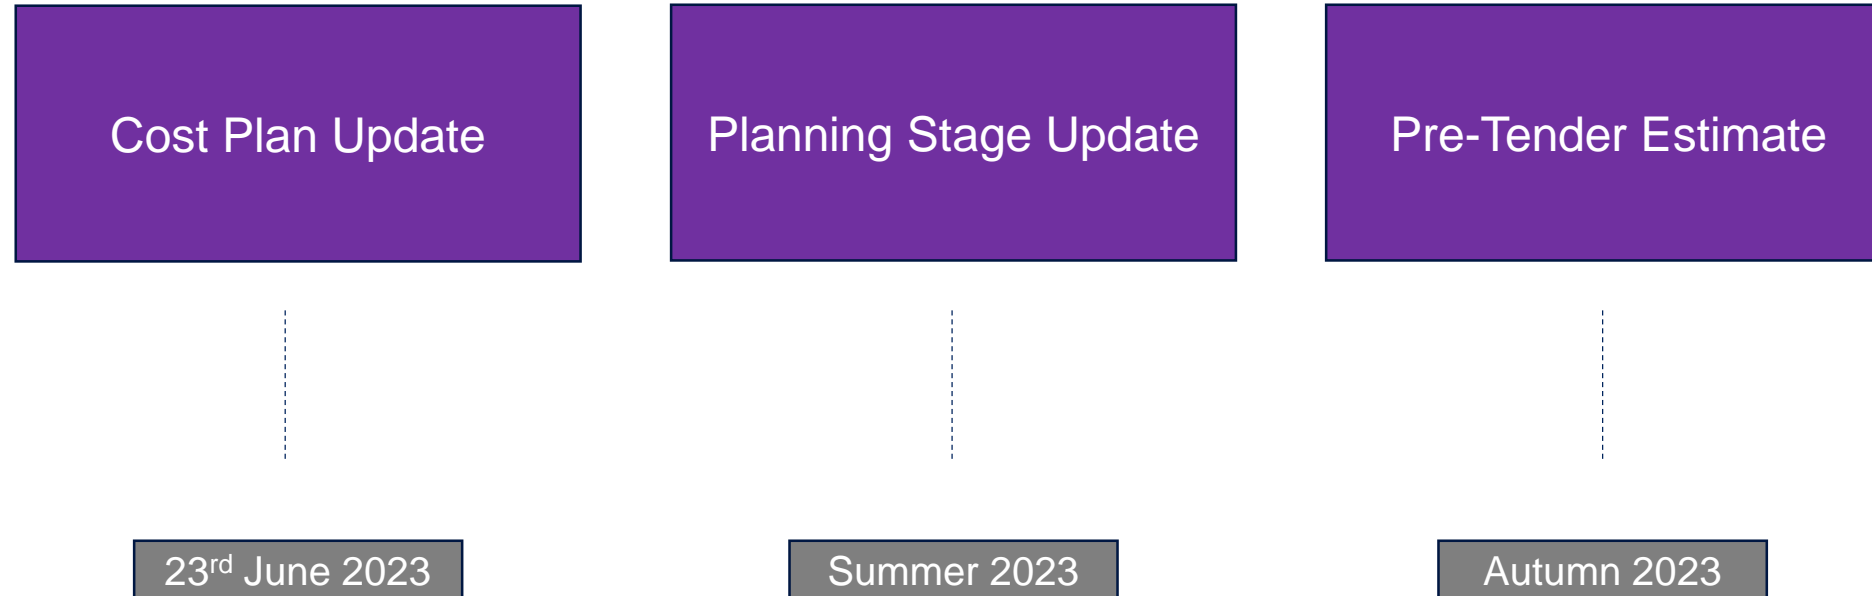 Cost Plan Update
Planning Stage Update
Pre-Tender Estimate
23rd June 2023
Summer 2023
Autumn 2023